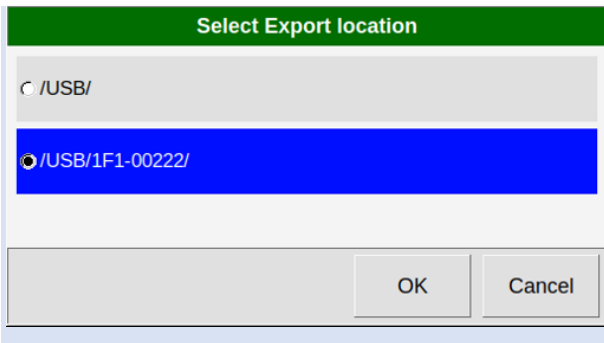 Select Export location
/USB/
/USB/1F1-00222/
OK
Cancel